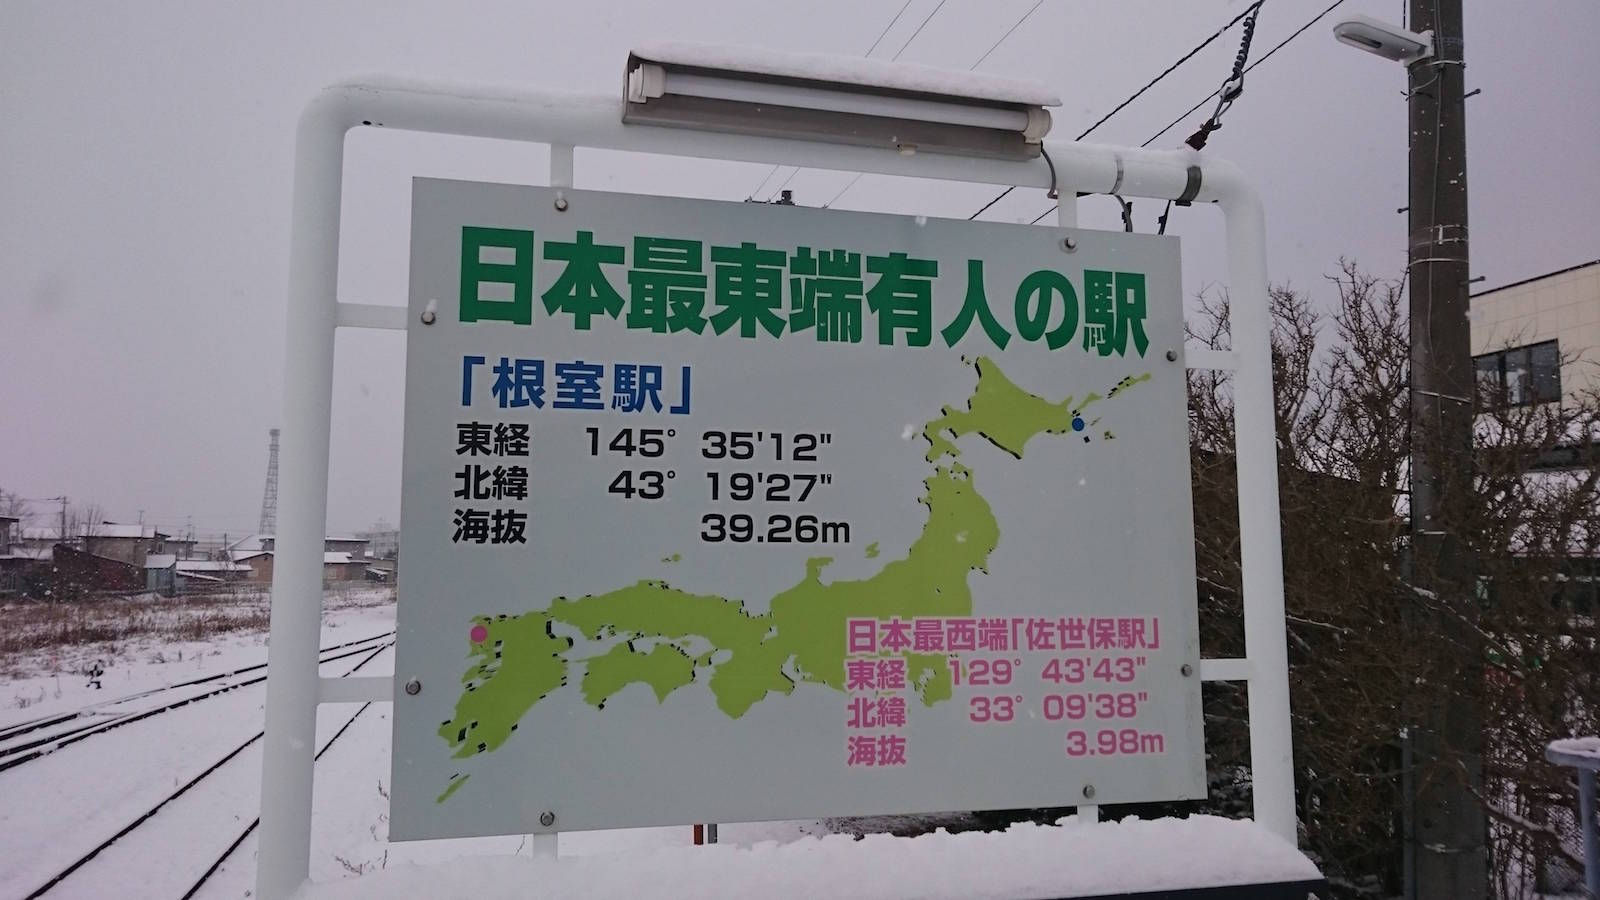 日本最東端有人の駅
「根室駅」
東経 145° 35'12"
北緯 43° 19'27"
海抜 39.26m
日本最西端「佐世保駅」
東経 129° 43'43"
北緯 33° 09'38"
海抜 3.98m